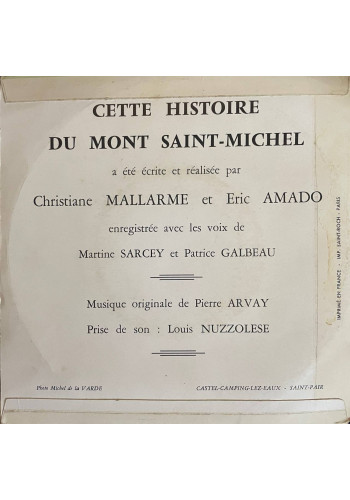 CETTE HISTOIRE
DU MONT SAINT-MICHEL
a été écrite et réalisée par
Christiane MALLARME et Eric AMADO
enregistrée avec les voix de
Martine SARCEY et Patrice GALBEAU
Musique originale de Pierre ARVAY
Prise de son : Louis NUZZOLESE
Photo Michel de la VARDE
CASTEL-CAMPING-LEZ-EAUX - SAINT-PAIR
IMPRIMÉ EN FRANCE - IMP. SAINT-ROCH - PARIS